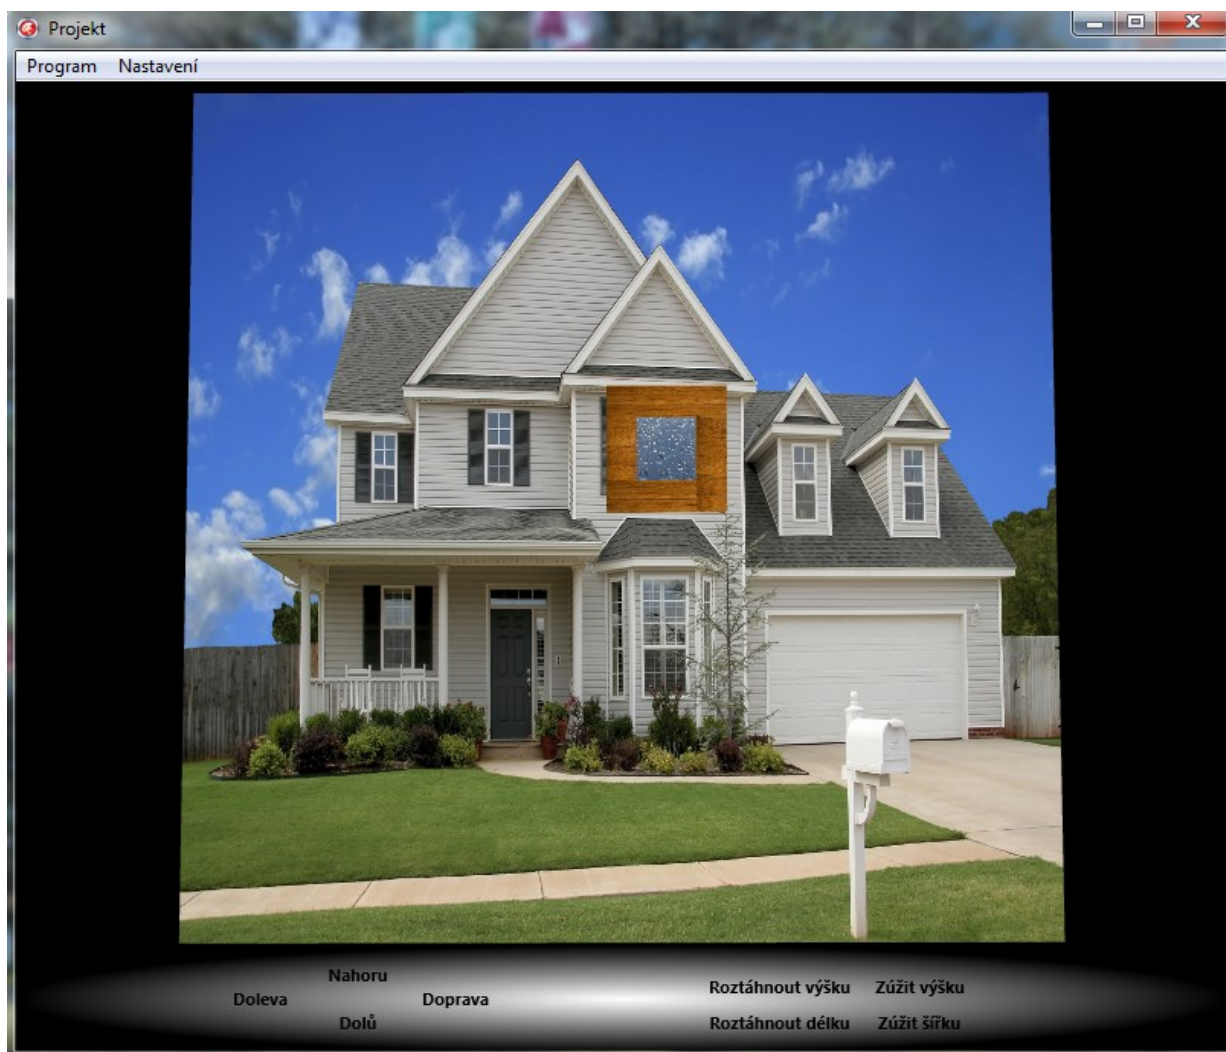 Projekt
Program Nastavení
Nahoru
Doleva Doprava
Dolů
Roztáhnout výšku Zúžit výšku
Roztáhnout délku Zúžit šířku